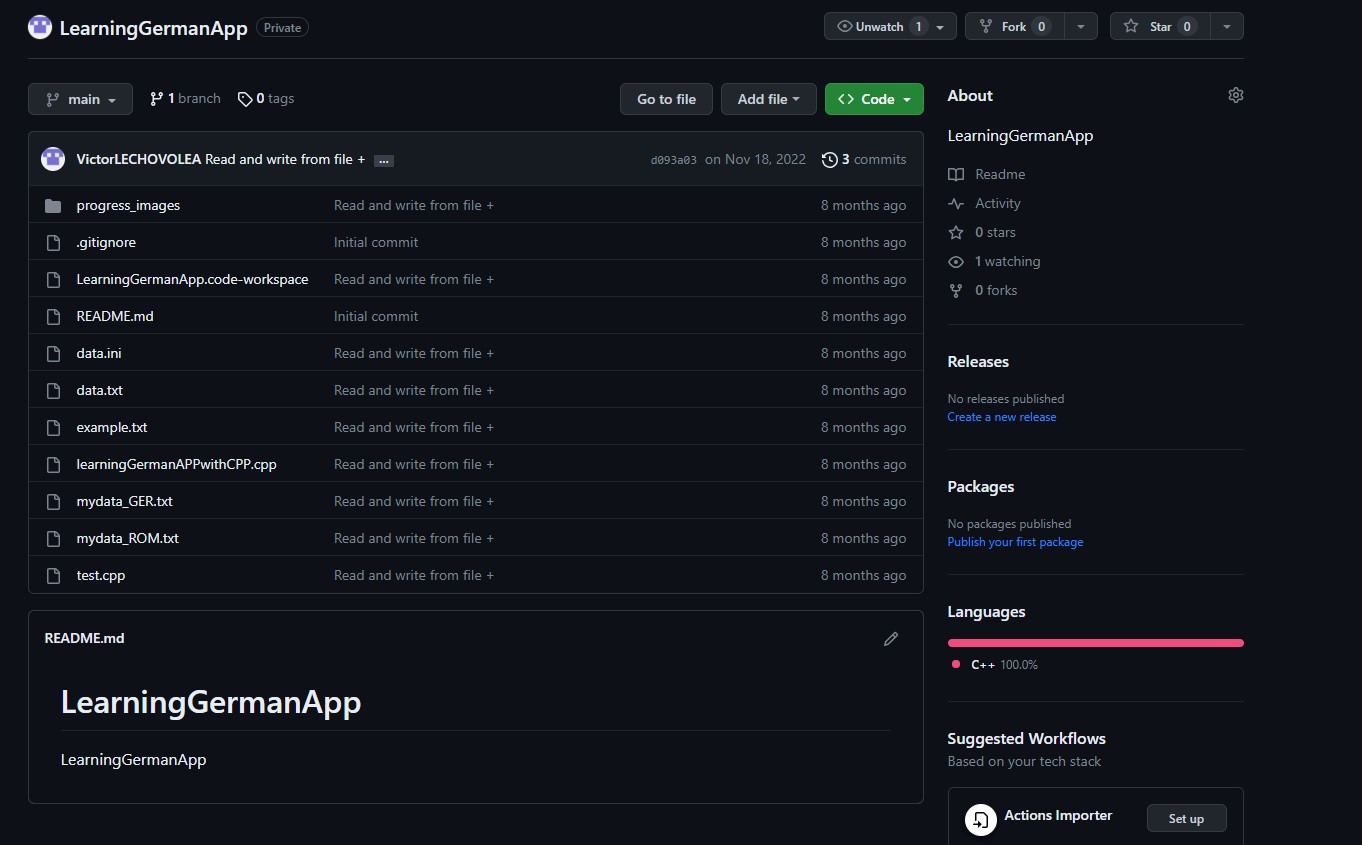 LearningGermanApp Private
Unwatch 1 Fork 0 Star 0
main 1 branch 0 tags Go to file Add file Code
VictorLECHOVOLEA Read and write from file + ... d093a03 on Nov 18, 2022 3 commits
progress_images Read and write from file + 8 months ago
.gitignore Initial commit 8 months ago
LearningGermanApp.code-workspace Read and write from file + 8 months ago
README.md Initial commit 8 months ago
data.ini Read and write from file + 8 months ago
data.txt Read and write from file + 8 months ago
example.txt Read and write from file + 8 months ago
learningGermanAPPwithCPP.cpp Read and write from file + 8 months ago
mydata_GER.txt Read and write from file + 8 months ago
mydata_ROM.txt Read and write from file + 8 months ago
test.cpp Read and write from file + 8 months ago
README.md
LearningGermanApp
LearningGermanApp
About
LearningGermanApp
Readme
Activity
0 stars
1 watching
0 forks
Releases
No releases published
Create a new release
Packages
No packages published
Publish your first package
Languages
C++ 100.0%
Suggested Workflows
Based on your tech stack
Actions Importer Set up